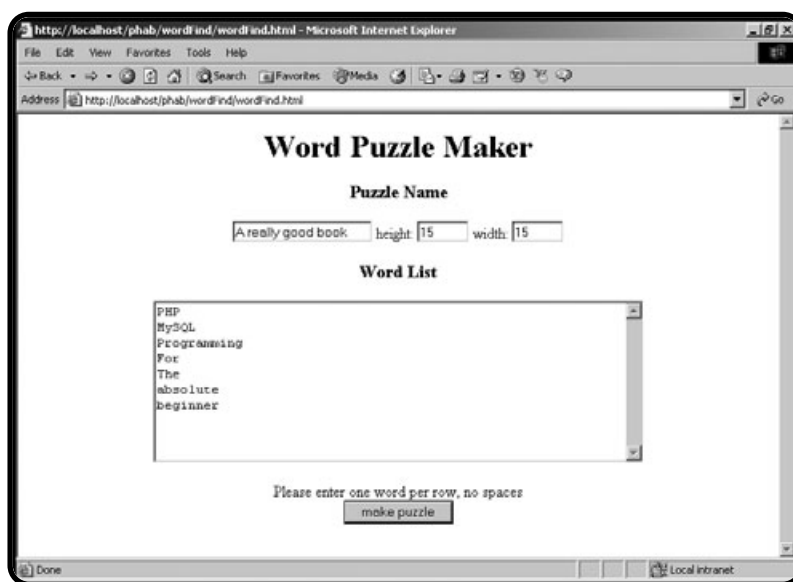 http://localhost/phab/wordFind/wordFind.html - Microsoft Internet Explorer
File Edit View Favorites Tools Help
Back Search Favorites Media
Address http://localhost/phab/wordFind/wordFind.html Go
Word Puzzle Maker
Puzzle Name
A really good book height: 15 width: 15
Word List
PHP
MySQL
Programming
For
The
absolute
beginner
Please enter one word per row, no spaces
make puzzle
Done Local intranet